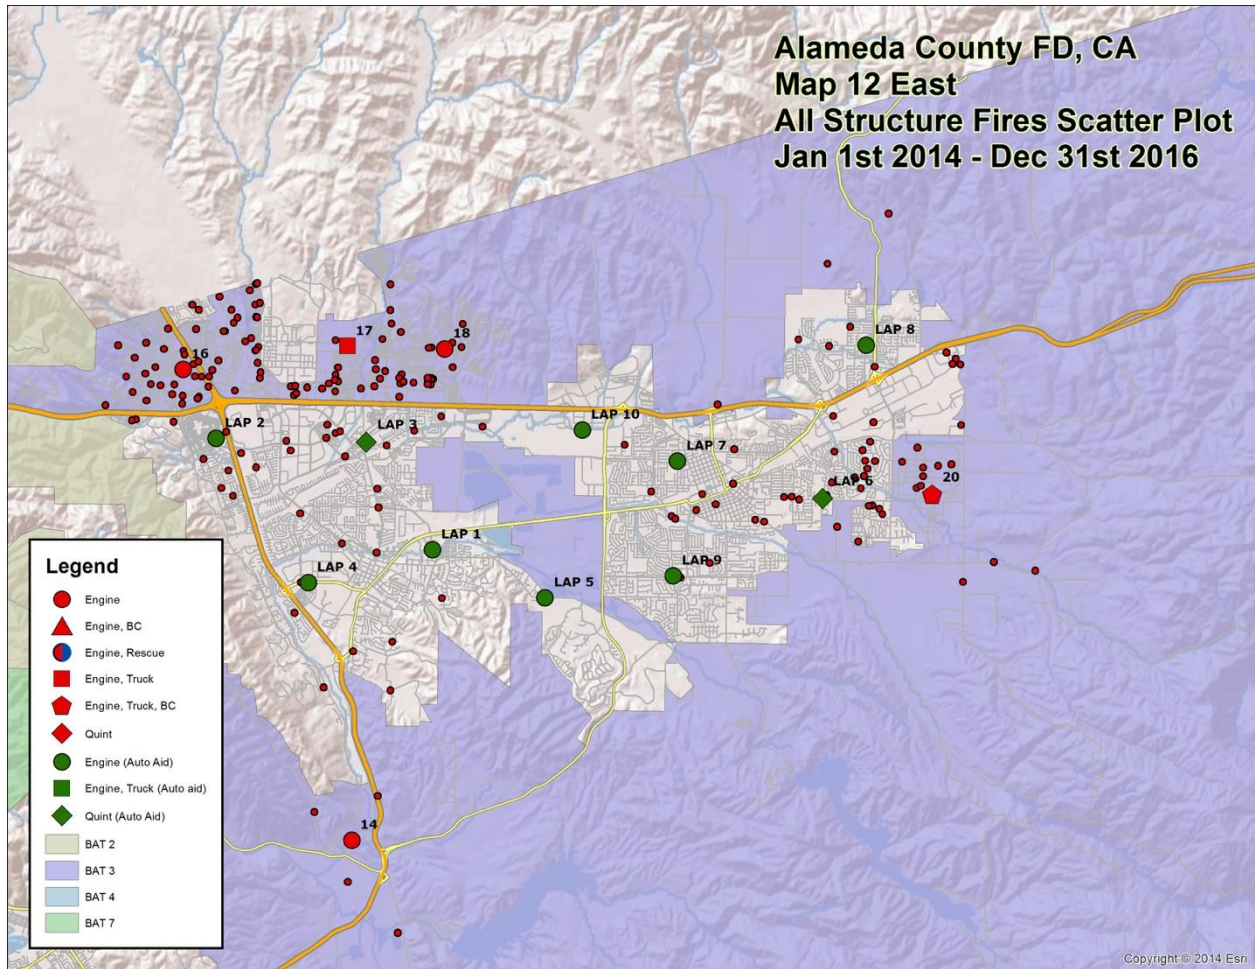 Alameda County FD, CA
Map 12 East
All Structure Fires Scatter Plot
Jan 1st 2014 - Dec 31st 2016
17
18
16
LAP 8
LAP 2
LAP 3
LAP 10
LAP 7
LAP 6
20
LAP 1
LAP 4
LAP 9
LAP 5
14
Legend
Engine
Engine, BC
Engine, Rescue
Engine, Truck
Engine, Truck, BC
Quint
Engine (Auto Aid)
Engine, Truck (Auto aid)
Quint (Auto Aid)
BAT 2
BAT 3
BAT 4
BAT 7
Copyright:© 2014 Esri